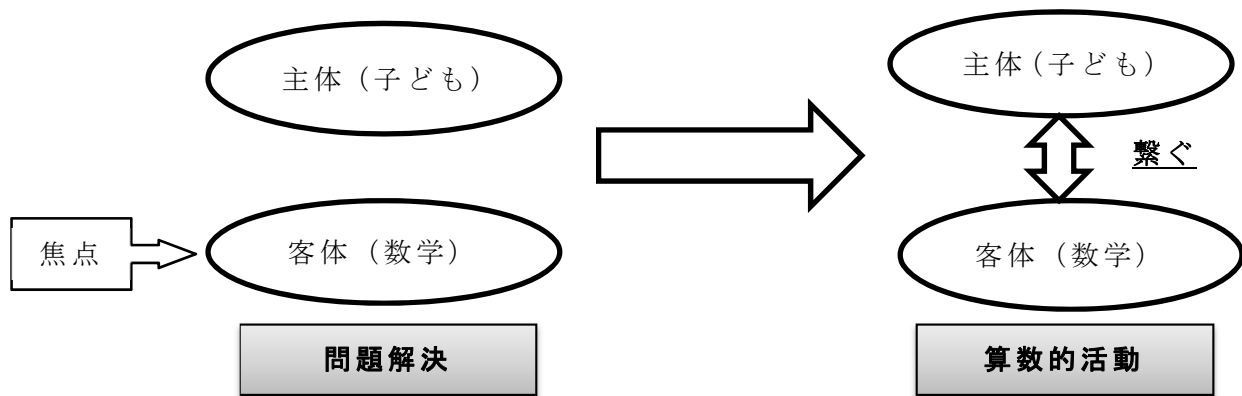 主体（子ども）
客体（数学）
焦点
問題解決
主体（子ども）
繋ぐ
客体（数学）
算数的活動